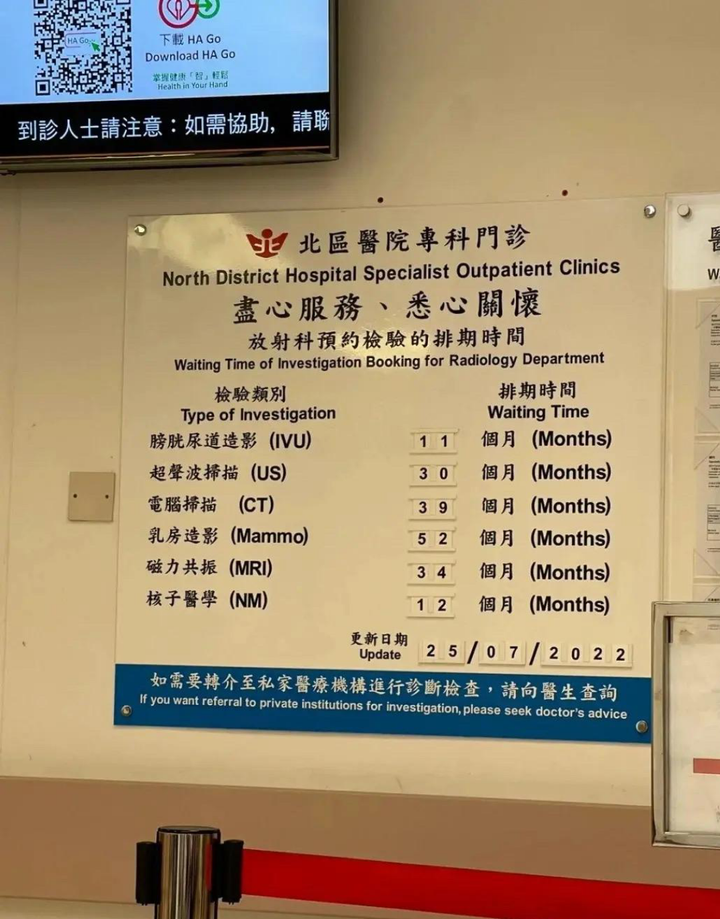 HA Go
下載 HA Go
Download HA Go
掌握健康「智」輕鬆
Health in Your Hand
到診人士請注意：如需協助， 請聯
北區醫院專科門診
North District Hospital Specialist Outpatient Clinics
盡心服務、悉心關懷
放射科預約檢驗的排期時間
Waiting Time of Investigation Booking for Radiology Department
檢驗類別 排期時間
Type of Investigation Waiting Time
膀胱尿道造影 (IVU) 11 個月 (Months)
超聲波掃描 (US) 30 個月 (Months)
電腦掃描 (CT) 39 個月 (Months)
乳房造影 (Mammo) 52 個月 (Months)
磁力共振 (MRI) 34 個月 (Months)
核子醫學 (NM) 12 個月 (Months)
更新日期
Update 25/07/2022
如需要轉介至私家醫療機構進行診斷檢查，請向醫生查詢
If you want referral to private institutions for investigation, please seek doctor's advice